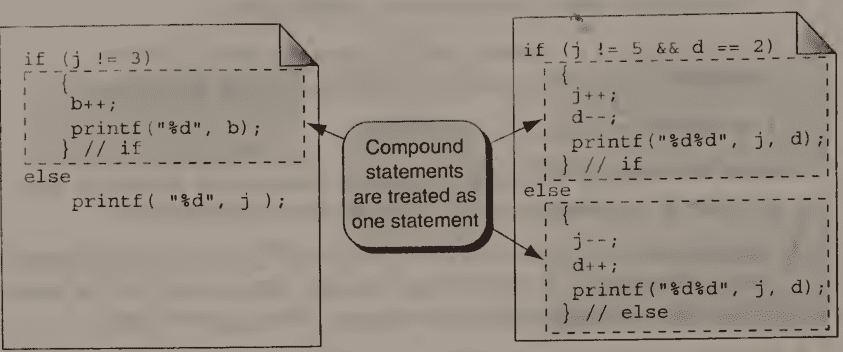 if (j != 3)
{
b++;
printf("%d", b);
} // if
else
printf( "%d", j );
Compound
statements
are treated as
one statement
if (j != 5 && d == 2)
{
j++;
d--;
printf("%d%d", j, d);
} // if
else
{
j--;
d++;
printf("%d%d", j, d);
} // else